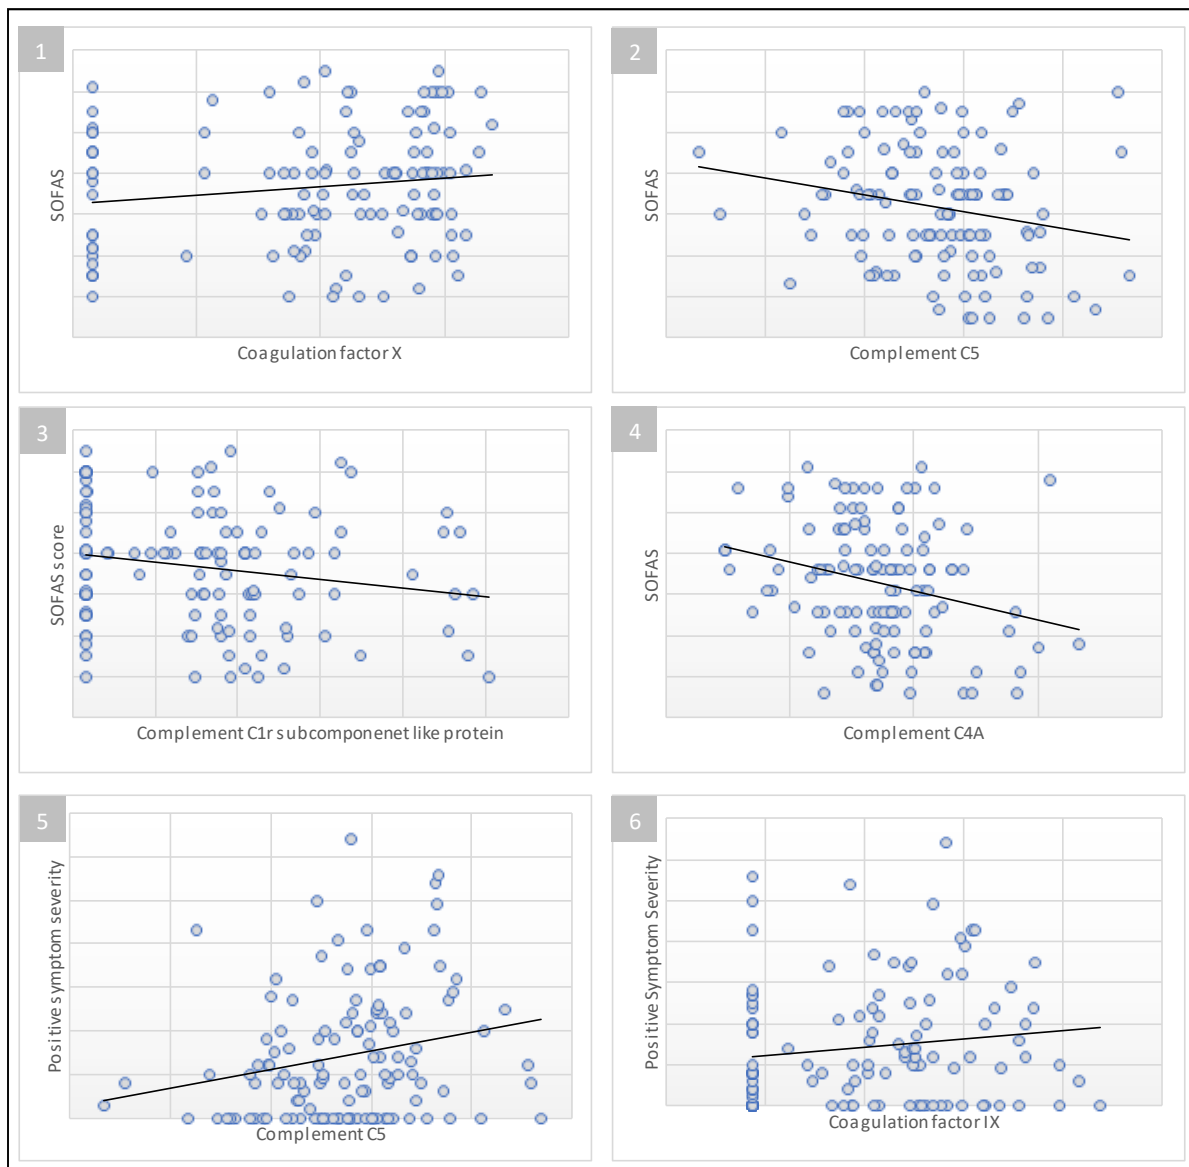 1
SOFAS
Coagulation factor X
2
SOFAS
Complement C5
3
SOFAS score
Complement C1r subcomponenet like protein
4
SOFAS
Complement C4A
5
Positive symptom severity
Complement C5
6
Positive Symptom Severity
Coagulation factor IX